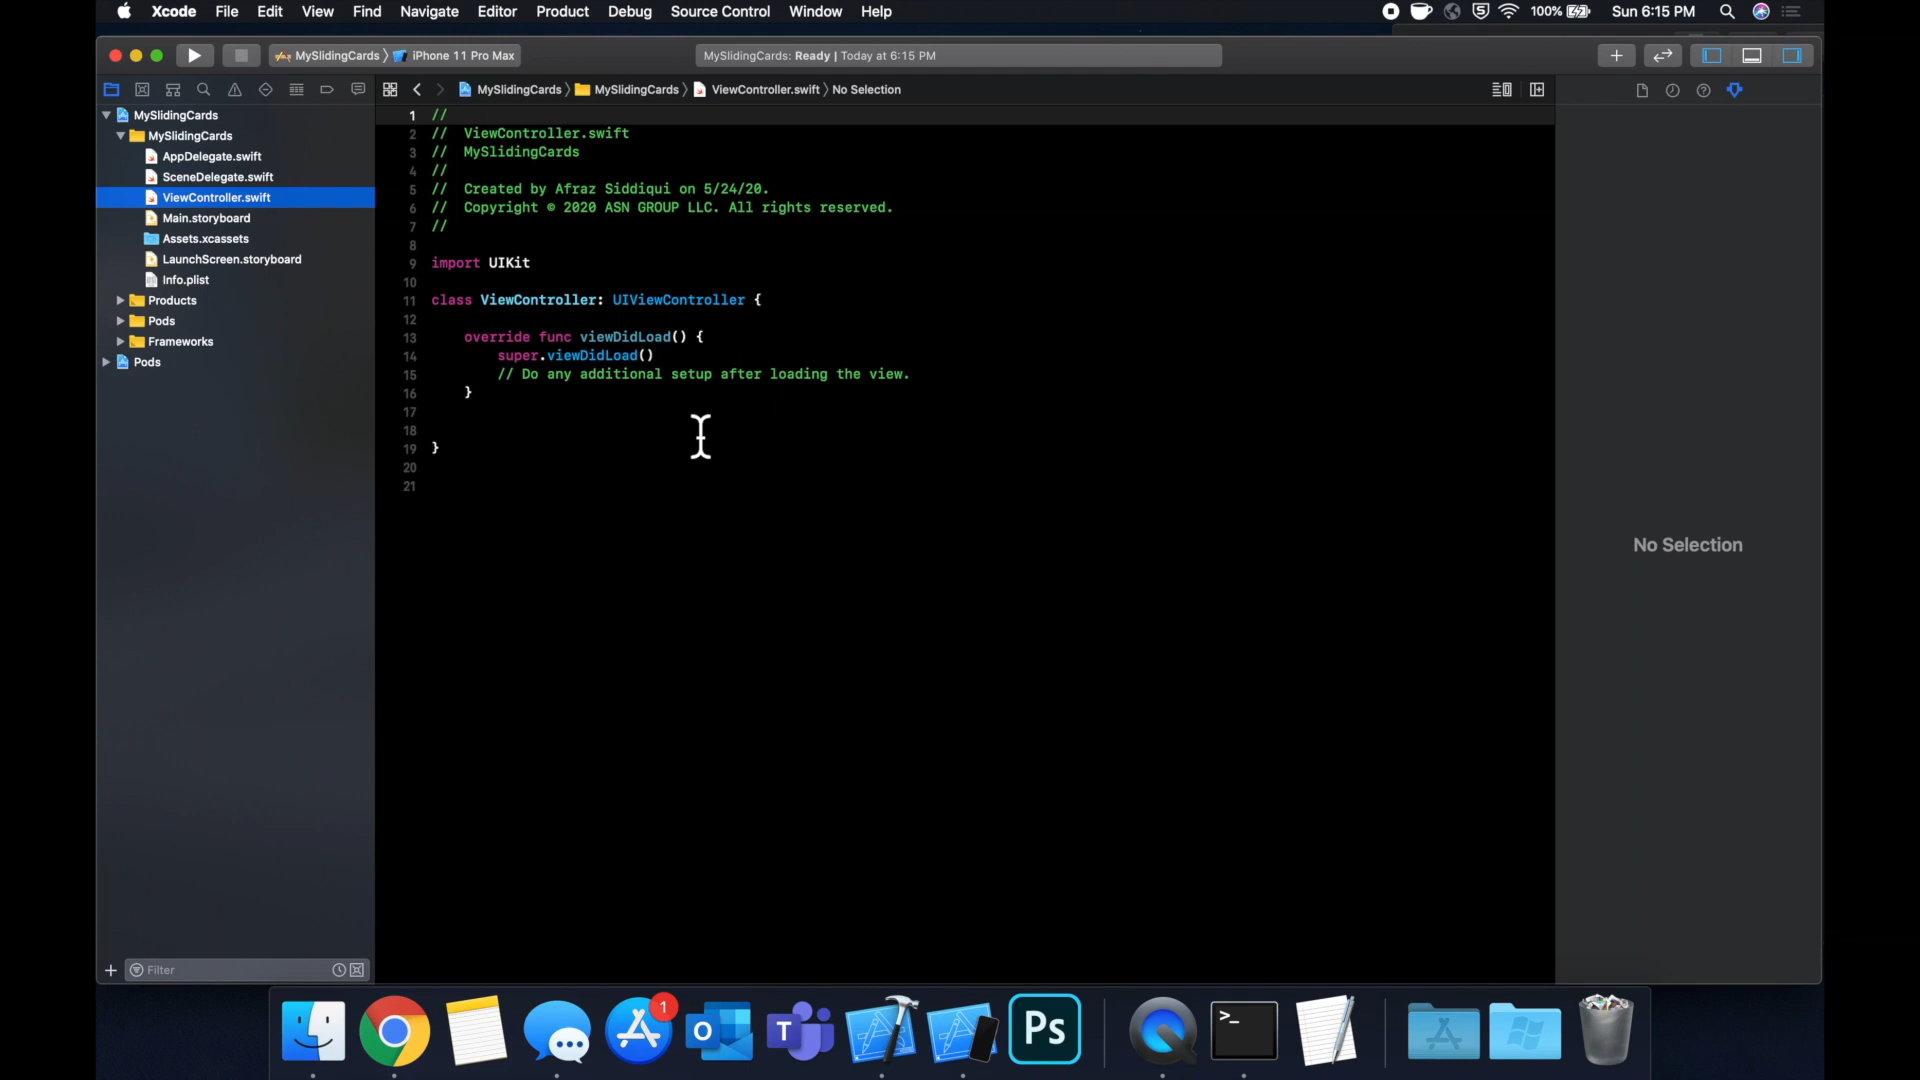 Xcode File Edit View Find Navigate Editor Product Debug Source Control Window Help 100% Sun 6:15 PM
MySlidingCards iPhone 11 Pro Max MySlidingCards: Ready | Today at 6:15 PM
MySlidingCards MySlidingCards ViewController.swift No Selection
MySlidingCards
MySlidingCards
AppDelegate.swift
SceneDelegate.swift
ViewController.swift
Main.storyboard
Assets.xcassets
LaunchScreen.storyboard
Info.plist
Products
Pods
Frameworks
Pods
Filter
1 //
2 // ViewController.swift
3 // MySlidingCards
4 //
5 // Created by Afraz Siddiqui on 5/24/20.
6 // Copyright © 2020 ASN GROUP LLC. All rights reserved.
7 //
8
9 import UIKit
10
11 class ViewController: UIViewController {
12
13 override func viewDidLoad() {
14 super.viewDidLoad()
15 // Do any additional setup after loading the view.
16 }
17
18
19 }
20
21
No Selection
1
O
T
Ps
>_